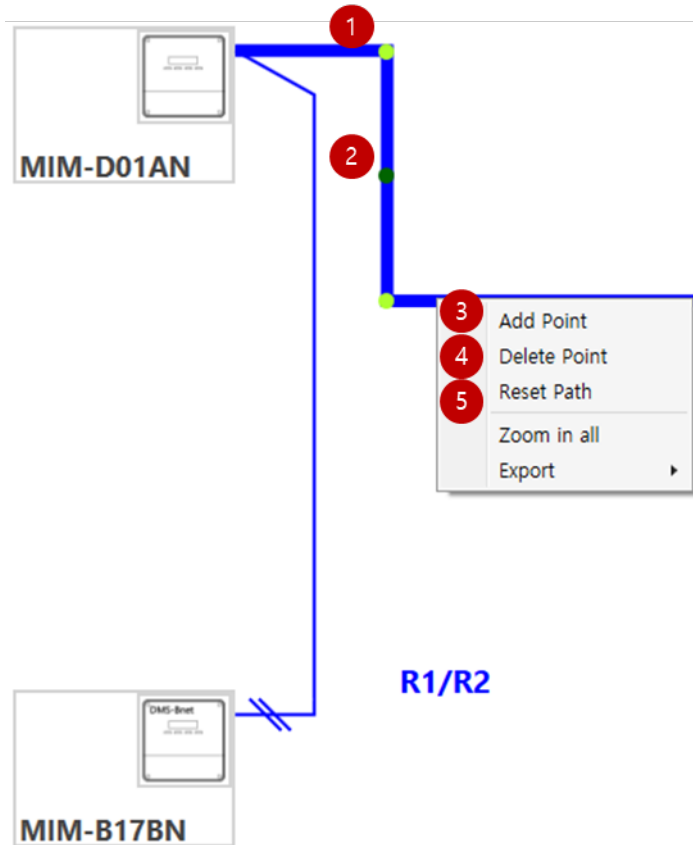 1
MIM-D01AN
2
3
Add Point
4
Delete Point
5
Reset Path
Zoom in all
Export
R1/R2
DMS-Bnet
MIM-B17BN